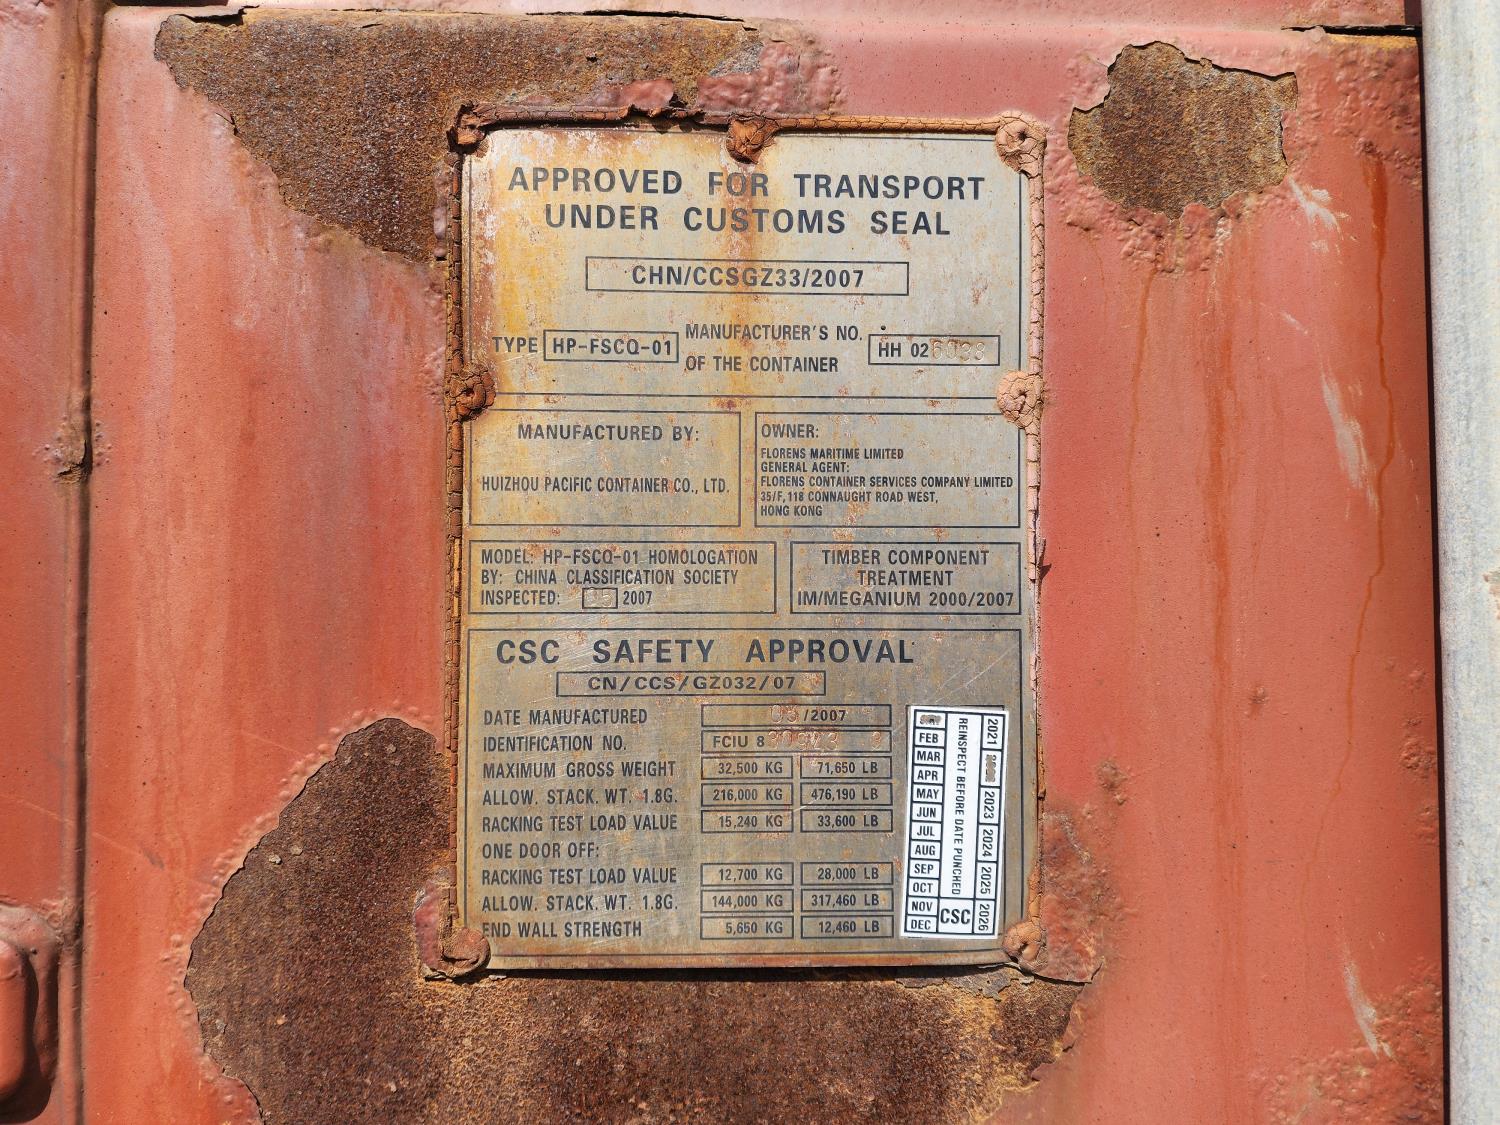 APPROVED FOR TRANSPORT
UNDER CUSTOMS SEAL
CHN/CCSGZ33/2007
TYPE HP-FSCQ-01 MANUFACTURER'S NO.
OF THE CONTAINER
HH 02
MANUFACTURED BY:
HUIZHOU PACIFIC CONTAINER CO., LTD.
OWNER:
FLORENS MARITIME LIMITED
GENERAL AGENT:
FLORENS CONTAINER SERVICES COMPANY LIMITED
35/F, 118 CONNAUGHT ROAD WEST,
HONG KONG
MODEL: HP-FSCQ-01 HOMOLOGATION
BY: CHINA CLASSIFICATION SOCIETY
INSPECTED: 2007
TIMBER COMPONENT
TREATMENT
IM/MEGANIUM 2000/2007
CSC SAFETY APPROVAL
CN/CCS/GZ032/07
DATE MANUFACTURED /2007
IDENTIFICATION NO. FCIU 8
MAXIMUM GROSS WEIGHT 32,500 KG 71,650 LB
ALLOW. STACK. WT. 1.8G. 216,000 KG 476,190 LB
RACKING TEST LOAD VALUE 15,240 KG 33,600 LB
ONE DOOR OFF:
RACKING TEST LOAD VALUE 12,700 KG 28,000 LB
ALLOW. STACK. WT. 1.8G. 144,000 KG 317,460 LB
END WALL STRENGTH 5,650 KG 12,460 LB
FEB
MAR
APR
MAY
JUN
JUL
AUG
SEP
OCT
NOV
DEC
REINSPECT BEFORE DATE PUNCHED
CSC
2021 2023 2024 2025 2026